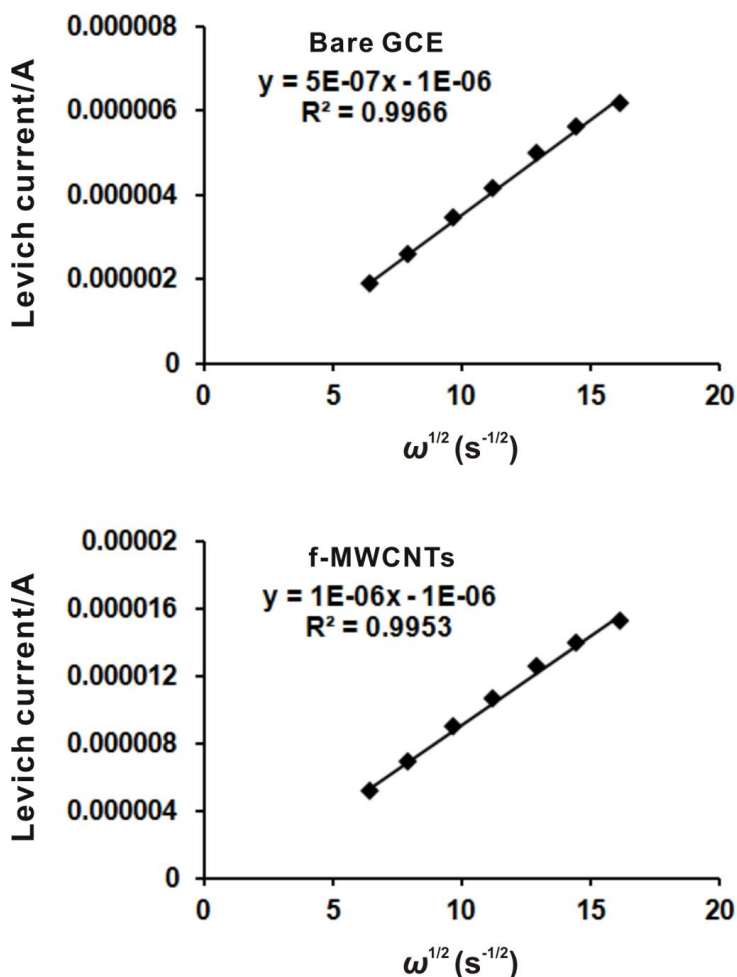 Levich current/A
0.000008
0.000006
0.000004
0.000002
0
Bare GCE
y = 5E-07x - 1E-06
R² = 0.9966
0 5 10 15 20
ω^1/2 (s^-1/2)
Levich current/A
0.00002
0.000016
0.000012
0.000008
0.000004
0
f-MWCNTs
y = 1E-06x - 1E-06
R² = 0.9953
0 5 10 15 20
ω^1/2 (s^-1/2)